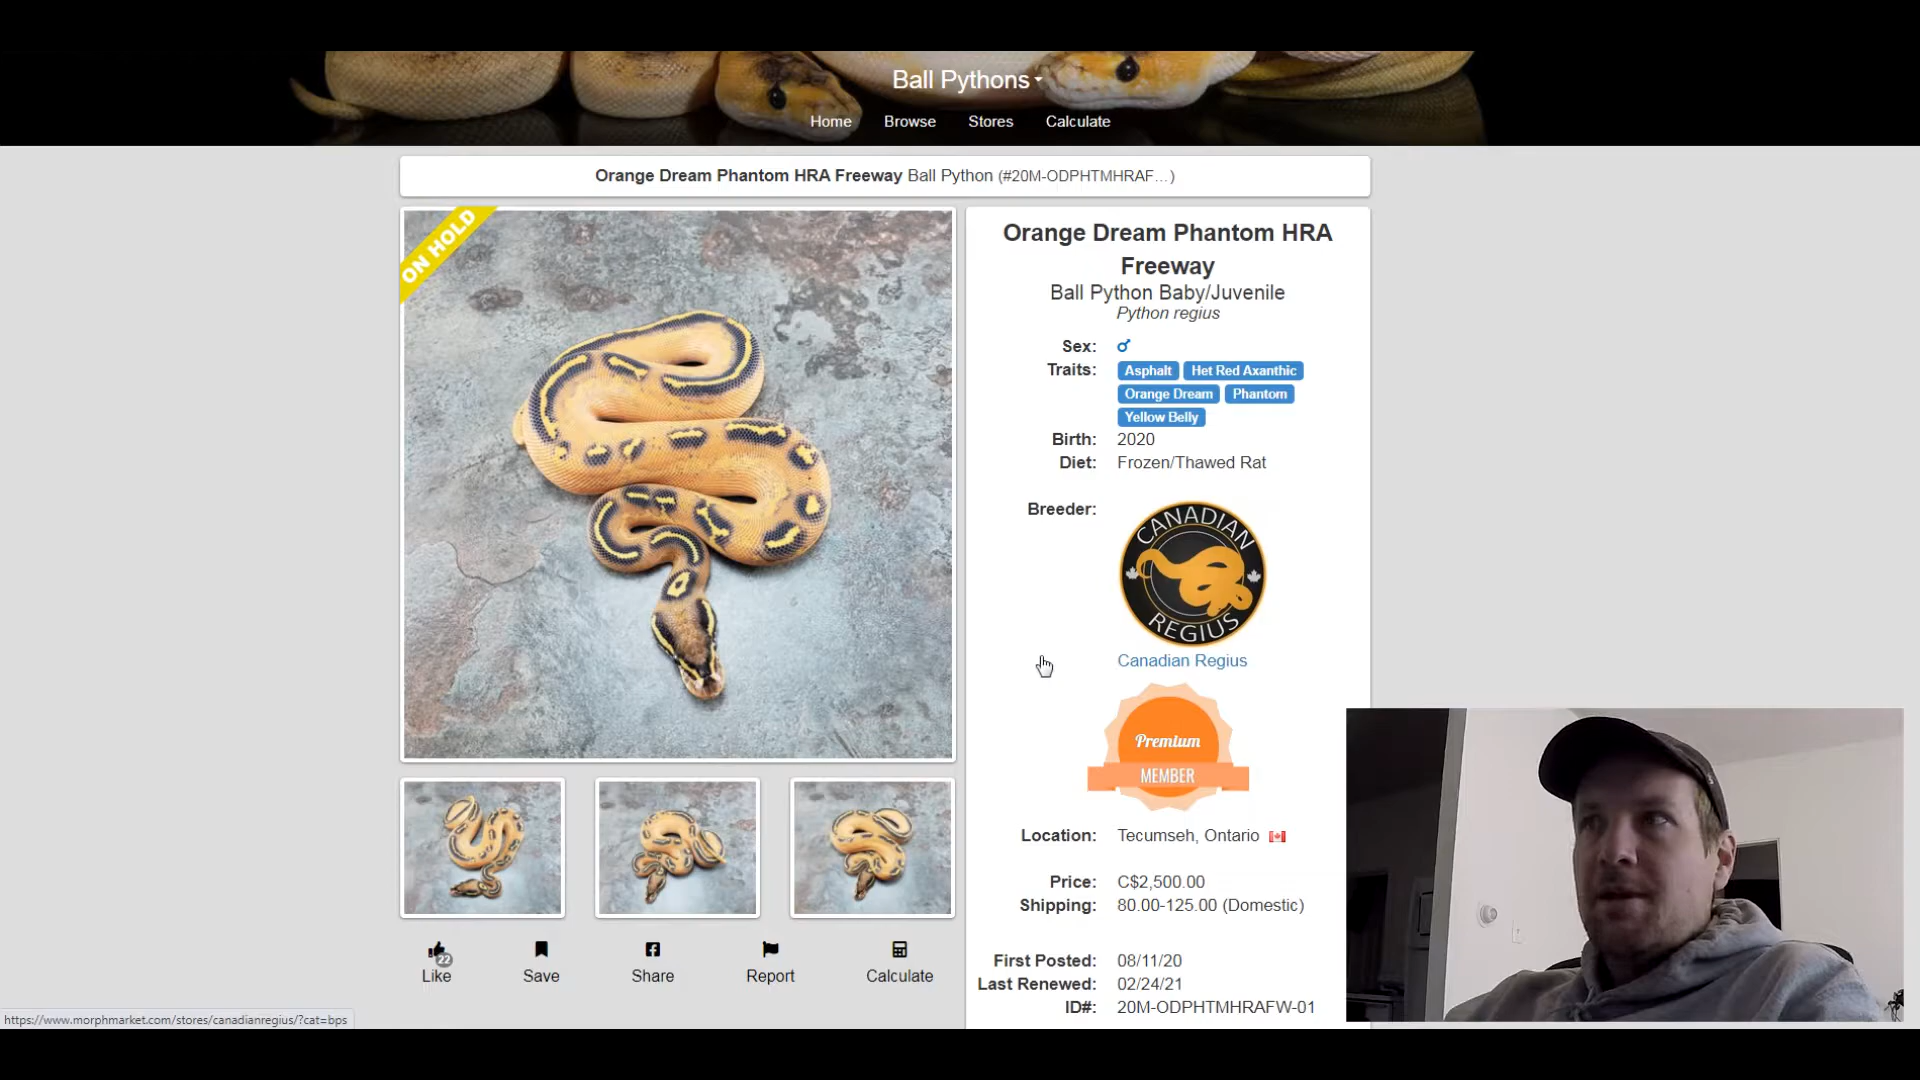 Ball Pythons
Home Browse Stores Calculate
Orange Dream Phantom HRA Freeway Ball Python (#20M-ODPHTMHRAF...)
ON HOLD
Orange Dream Phantom HRA
Freeway
Ball Python Baby/Juvenile
Python regius
Sex: ♂
Traits: Asphalt Het Red Axanthic
Orange Dream Phantom
Yellow Belly
Birth: 2020
Diet: Frozen/Thawed Rat
Breeder:
CANADIAN
REGIUS
Canadian Regius
Premium
MEMBER
Location: Tecumseh, Ontario
Price: C$2,500.00
Shipping: 80.00-125.00 (Domestic)
First Posted: 08/11/20
Last Renewed: 02/24/21
ID#: 20M-ODPHTMHRAFW-01
22
Like Save Share Report Calculate
https://www.morphmarket.com/stores/canadianregius/?cat=bps